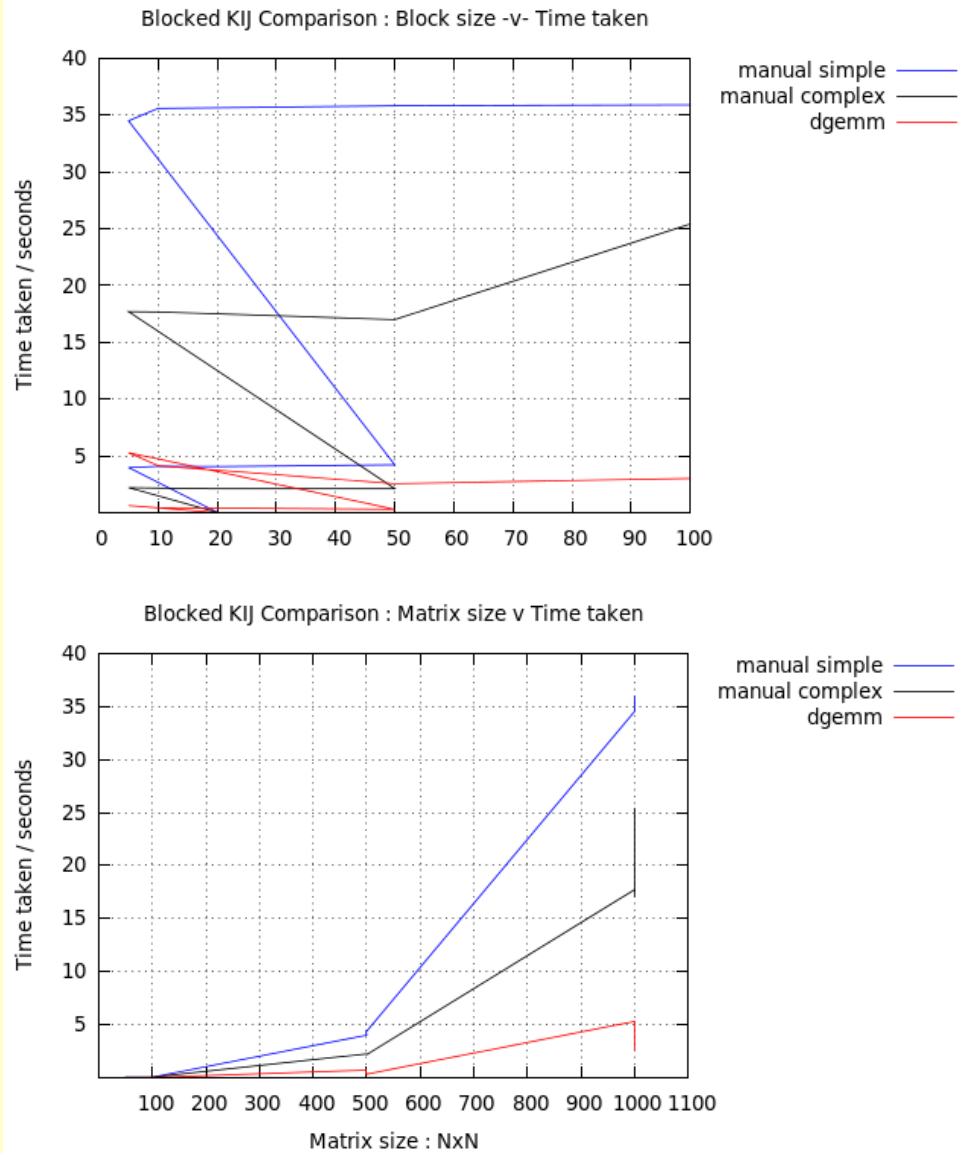 Blocked KIJ Comparison : Block size -v- Time taken
40
35
30
25
20
15
10
5
Time taken / seconds
0 10 20 30 40 50 60 70 80 90 100
manual simple
manual complex
dgemm
Blocked KIJ Comparison : Matrix size v Time taken
40
35
30
25
20
15
10
5
Time taken / seconds
100 200 300 400 500 600 700 800 900 1000 1100
Matrix size : NxN
manual simple
manual complex
dgemm